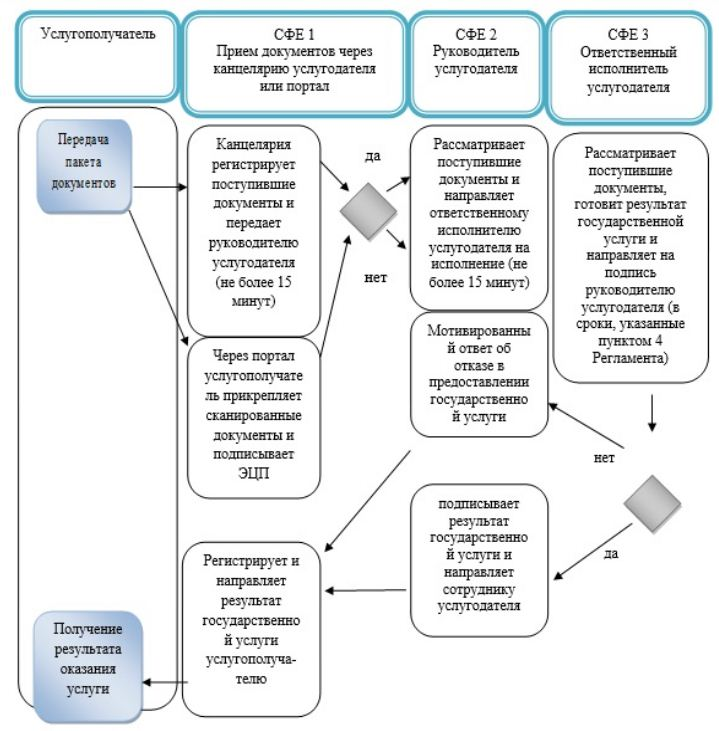 Услугополучатель
СФЕ 1
Прием документов через
канцелярию услугодателя
или портал
СФЕ 2
Руководитель
услугодателя
СФЕ 3
Ответственный
исполнитель
услугодателя
Передача
пакета
документов
Канцелярия
регистрирует
поступившие
документы и
передает
руководителю
услугодателя
(не более 15
минут)
да
нет
Рассматривает
поступившие
документы и
направляет
ответственному
исполнителю
услугодателя на
исполнение (не
более 15 минут)
Рассматривает
поступившие
документы,
готовит результат
государственной
услуги и
направляет на
подпись
руководителю
услугодателя (в
сроки, указанные
пунктом 4
Регламента)
Через портал
услугополучате
ль прикрепляет
сканированные
документы и
подписывает
ЭЦП
Мотивированны
й ответ об
отказе в
предоставлении
государственно
й услуги
нет
да
подписывает
результат
государственно
й услуги и
направляет
сотруднику
услугодателя
Регистрирует и
направляет
результат
государственно
й услуги
услугополуча-
телю
Получение
результата
оказания
услуги